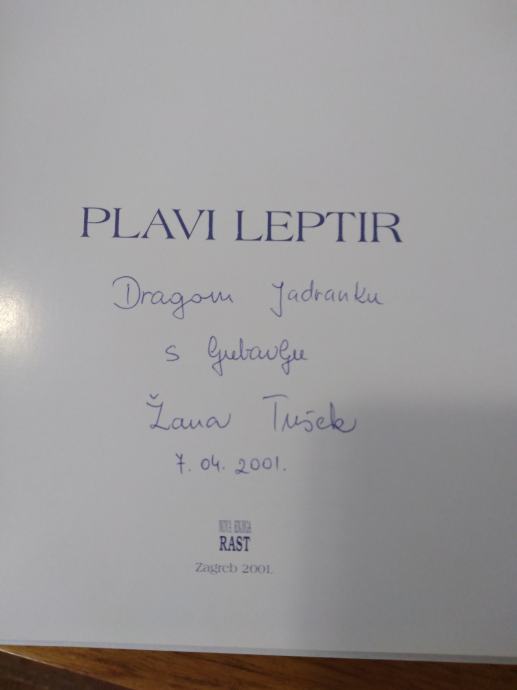 PLAVI LEPTIR
Dragom Jadranku
s ljubavlju
Žana Tušek
7. 04. 2001.
NOVA KNJIGA
RAST
Zagreb 2001.